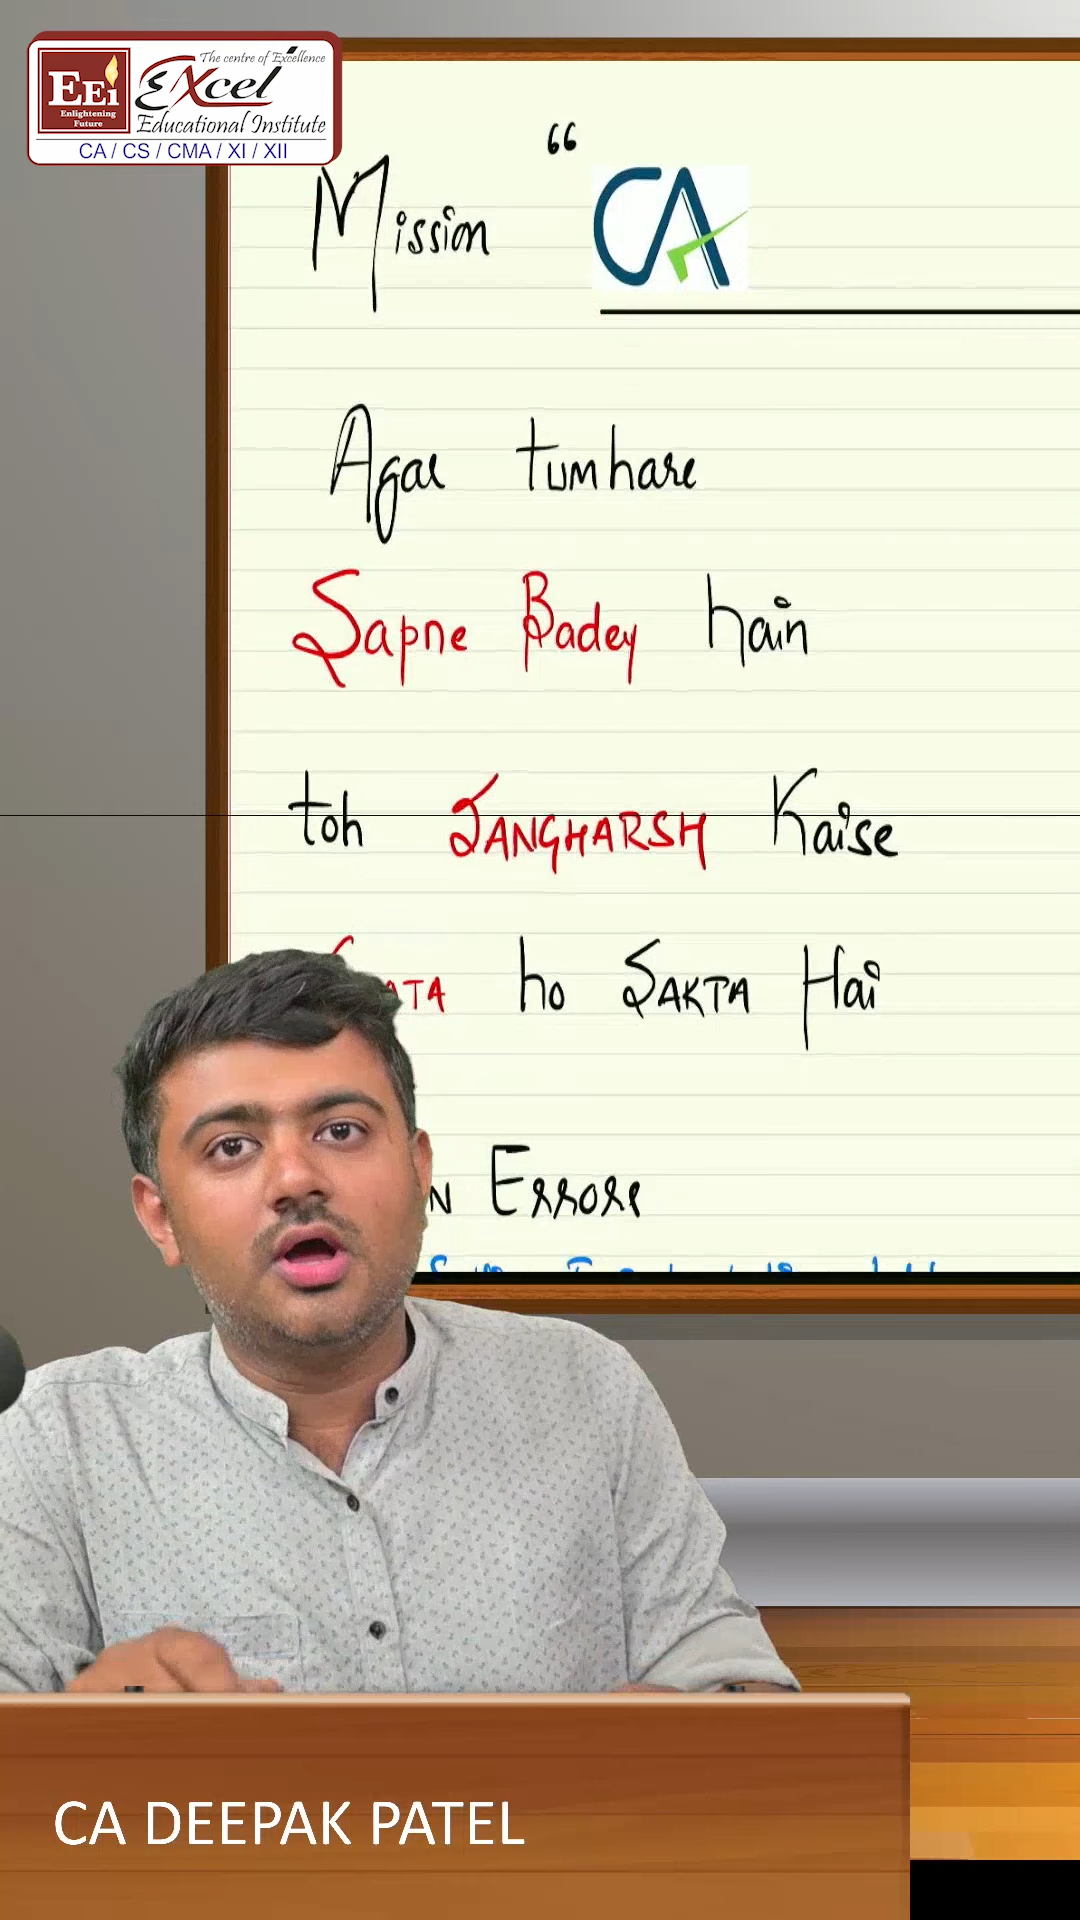 The centre of Excellence
EEi Excel
Enlightening Future
Educational Institute
CA / CS / CMA / XI / XII
Mission “ CA
Agar tumhare
Sapne Badey hain
toh SANGHARSH Kaise
ho SAKTA Hai
Errors
CA DEEPAK PATEL